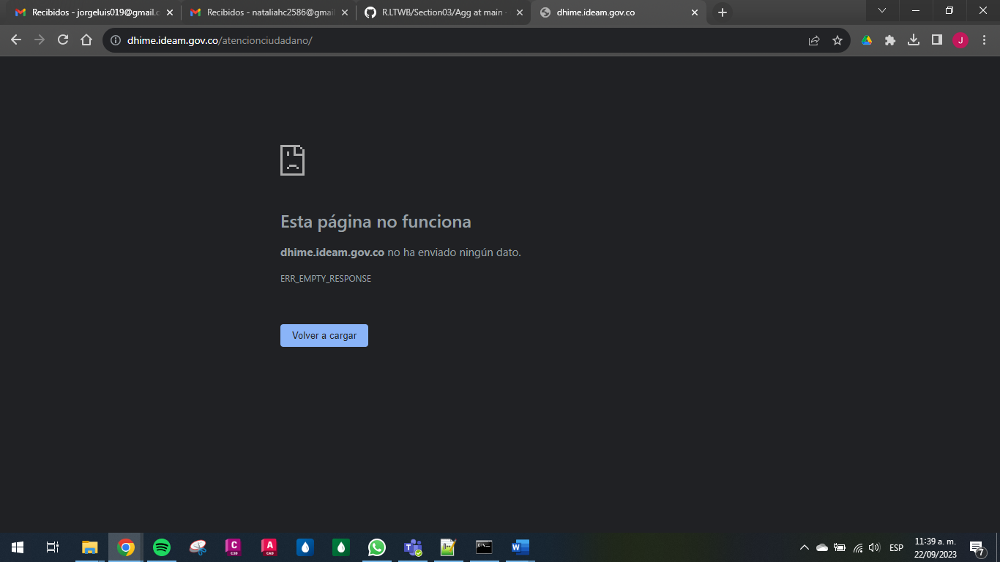 Recibidos - jorgeluis019@gmail.c
Recibidos - nataliahc2586@gmail
R.LTWB/Section03/Agg at main ·
dhime.ideam.gov.co
dhime.ideam.gov.co/atencionciudadano/
J
Esta página no funciona
dhime.ideam.gov.co no ha enviado ningún dato.
ERR_EMPTY_RESPONSE
Volver a cargar
C
C3D
A
CAD
T
W
ESP
11:39 a. m.
22/09/2023
7